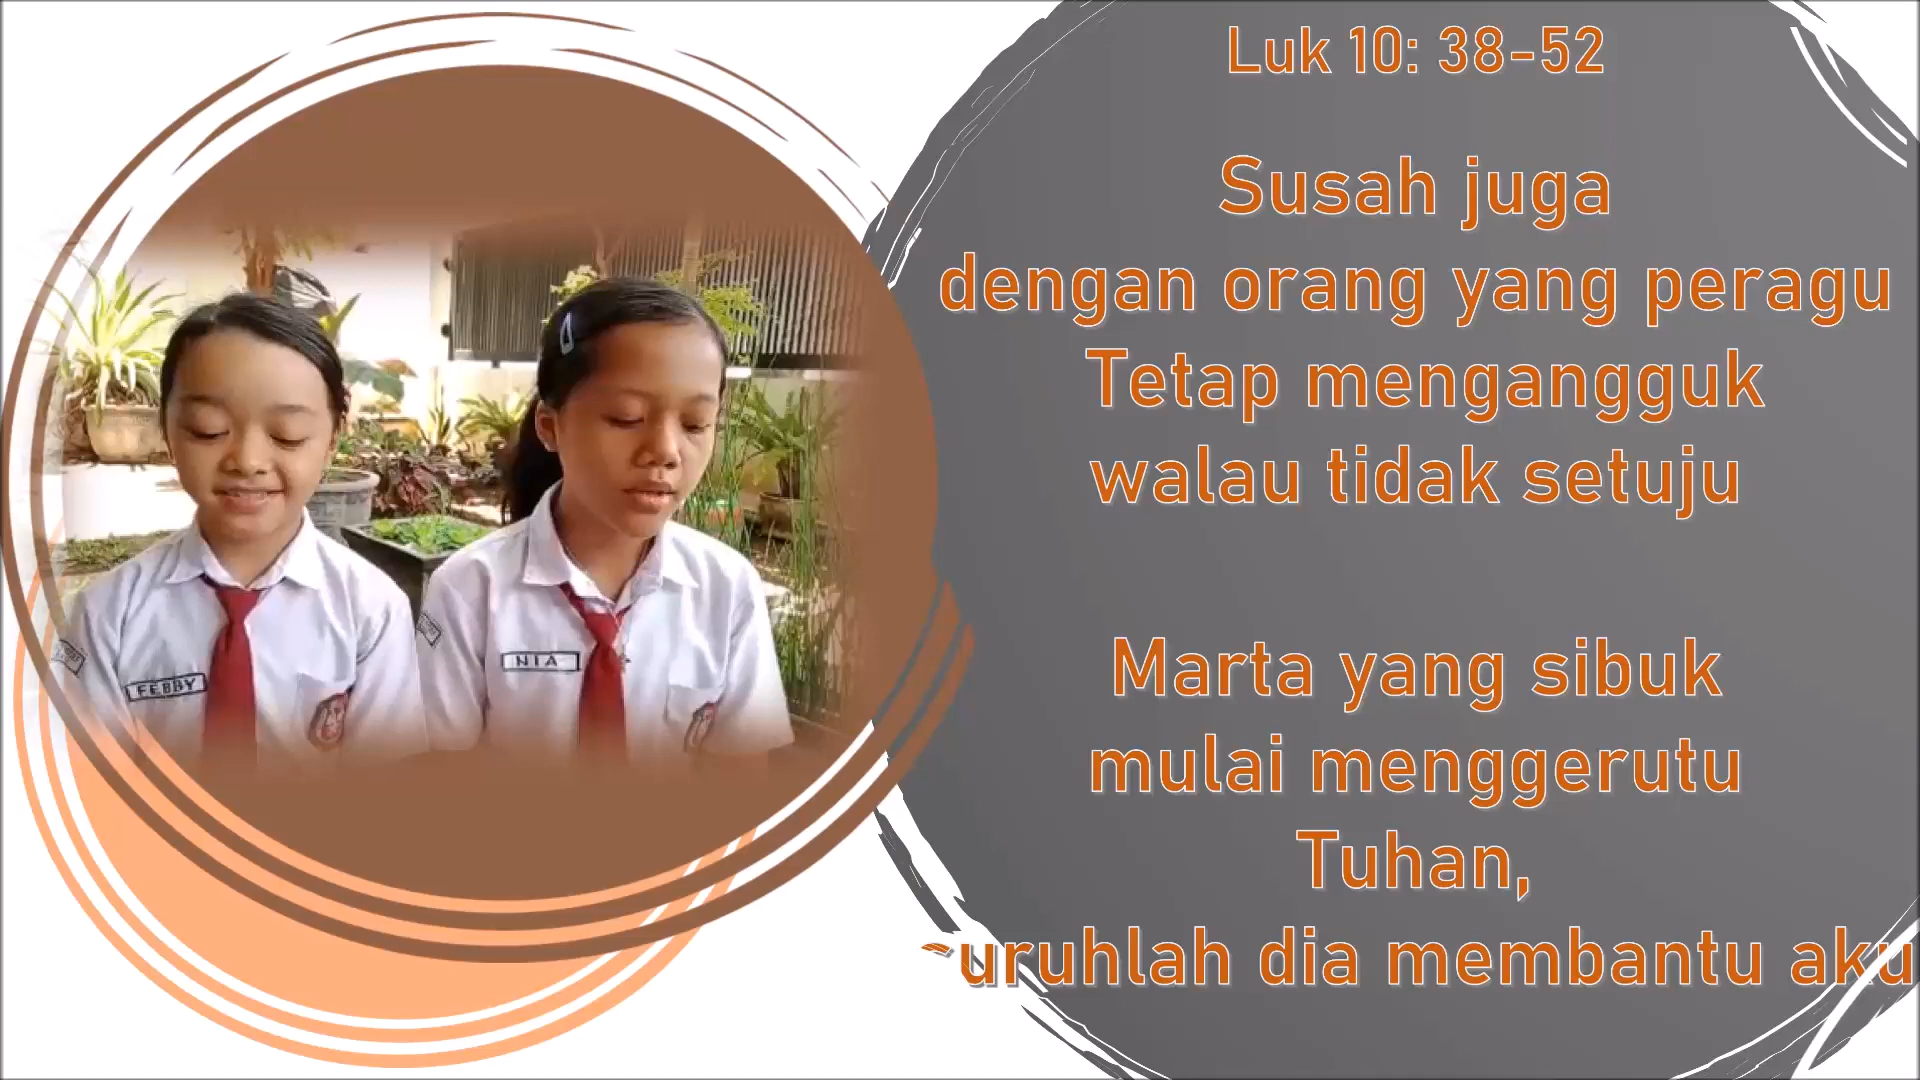 Luk 10: 38-52
Susah juga
dengan orang yang peragu
Tetap mengangguk
walau tidak setuju
Marta yang sibuk
mulai menggerutu
Tuhan,
suruhlah dia membantu aku
FEBBY
NIA